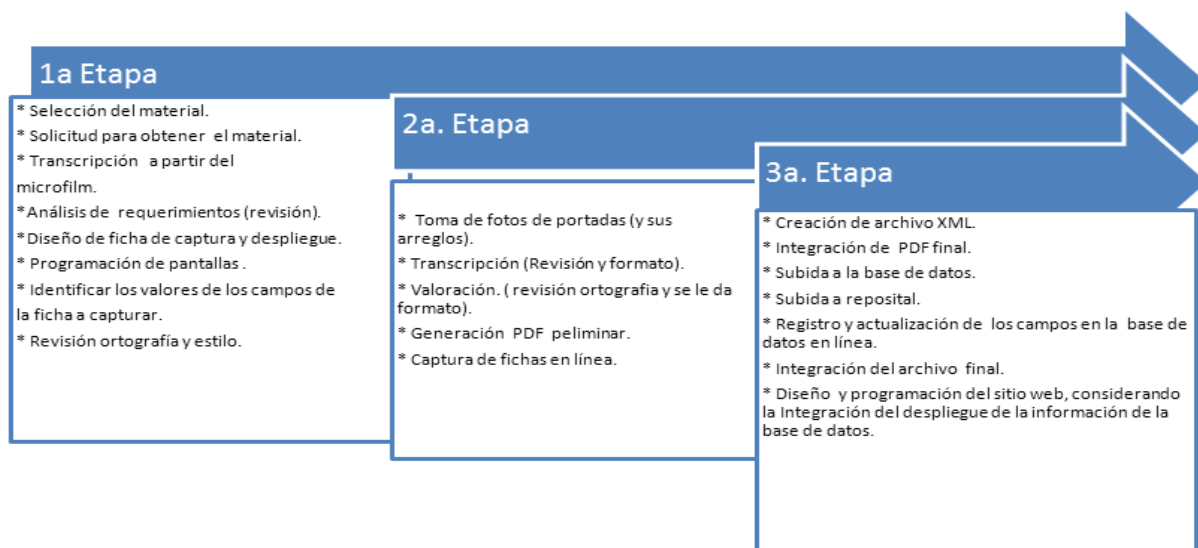 1a Etapa
* Selección del material.
* Solicitud para obtener el material.
* Transcripción a partir del
microfilm.
*Análisis de requerimientos (revisión).
*Diseño de ficha de captura y despliegue.
* Programación de pantallas .
* Identificar los valores de los campos de
la ficha a capturar.
* Revisión ortografía y estilo.
2a. Etapa
* Toma de fotos de portadas (y sus
arreglos).
* Transcripción (Revisión y formato).
* Valoración. ( revisión ortografia y se le da
formato).
* Generación PDF peliminar.
* Captura de fichas en línea.
3a. Etapa
* Creación de archivo XML.
* Integración de PDF final.
* Subida a la base de datos.
* Subida a reposital.
* Registro y actualización de los campos en la base de
datos en línea.
* Integración del archivo final.
* Diseño y programación del sitio web, considerando
la Integración del despliegue de la información de la
base de datos.